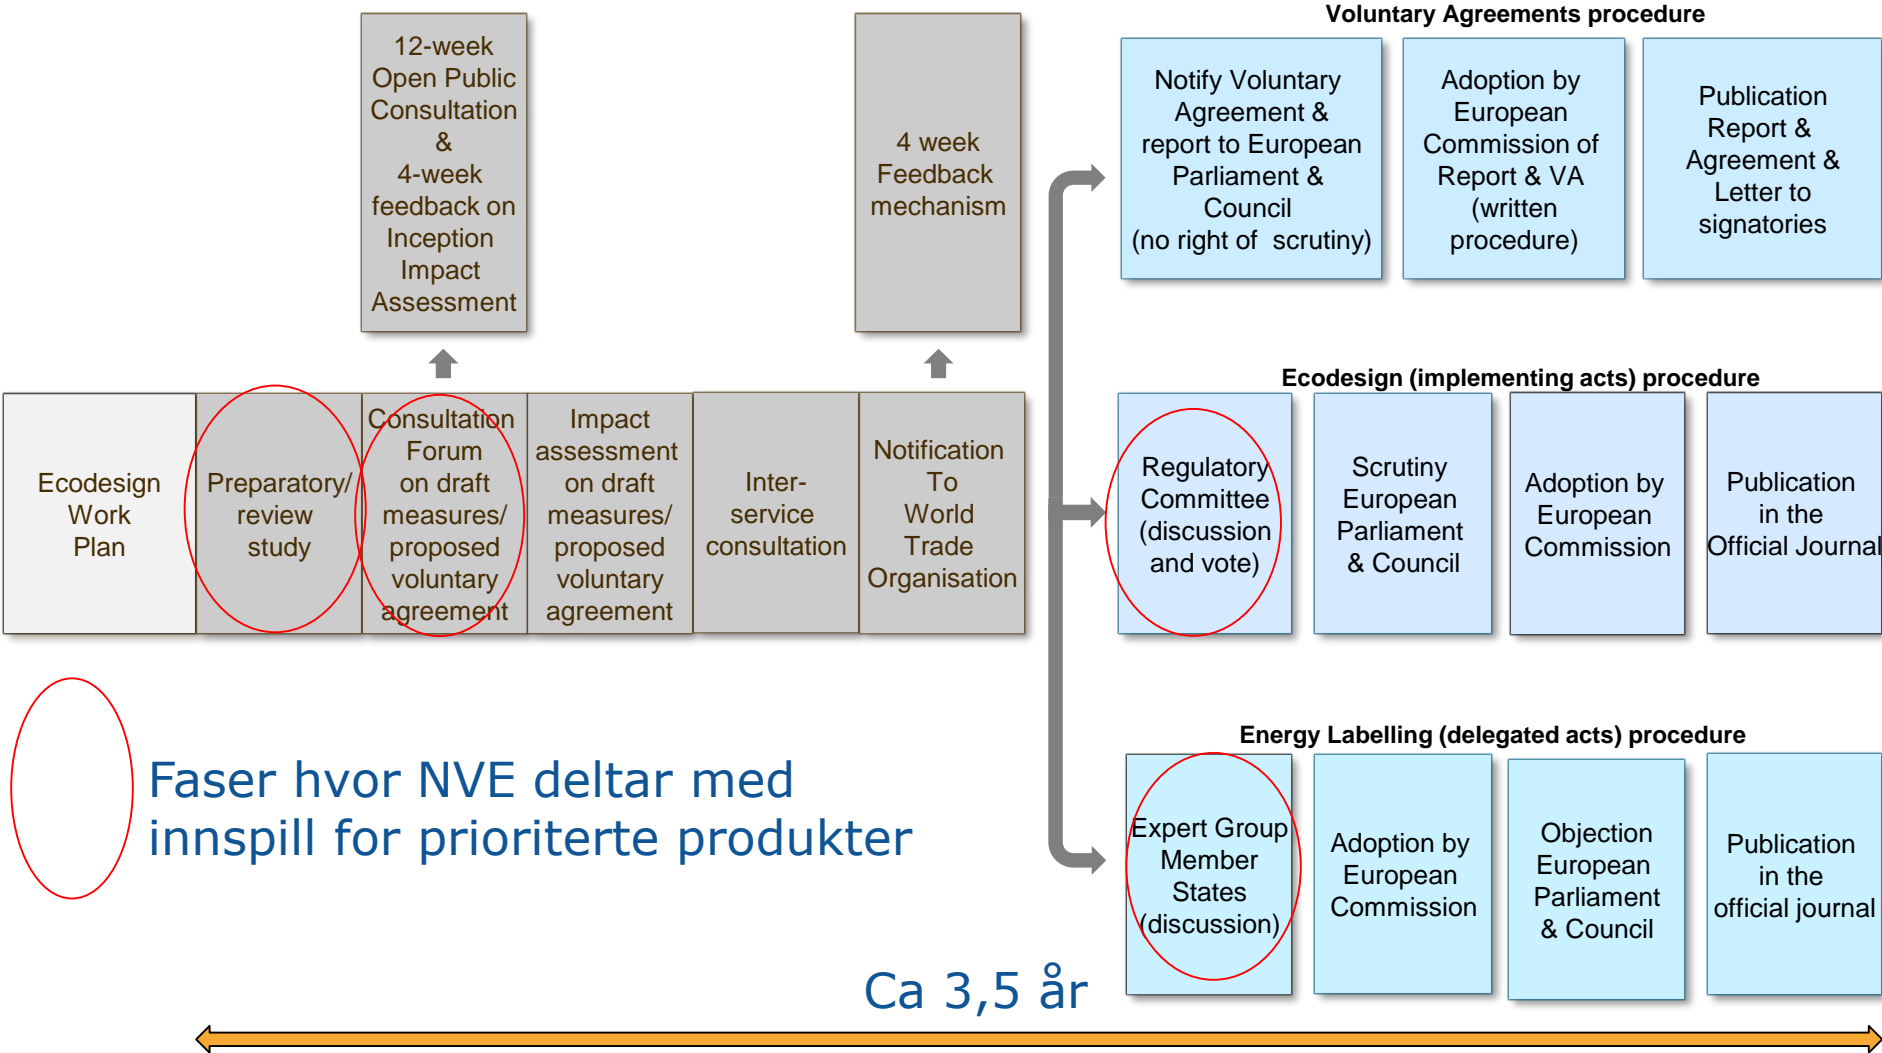 Voluntary Agreements procedure
12-week
Open Public
Consultation
&
4-week
feedback on
Inception
Impact
Assessment
4 week
Feedback
mechanism
Notify Voluntary
Agreement &
report to European
Parliament &
Council
(no right of scrutiny)
Adoption by
European
Commission of
Report & VA
(written
procedure)
Publication
Report &
Agreement &
Letter to
signatories
Ecodesign (implementing acts) procedure
Ecodesign
Work
Plan
Preparatory/
review
study
Consultation
Forum
on draft
measures/
proposed
voluntary
agreement
Impact
assessment
on draft
measures/
proposed
voluntary
agreement
Inter-
service
consultation
Notification
To
World
Trade
Organisation
Regulatory
Committee
(discussion
and vote)
Scrutiny
European
Parliament
& Council
Adoption by
European
Commission
Publication
in the
Official Journal
Energy Labelling (delegated acts) procedure
Faser hvor NVE deltar med
innspill for prioriterte produkter
Expert Group
Member
States
(discussion)
Adoption by
European
Commission
Objection
European
Parliament
& Council
Publication
in the
official journal
Ca 3,5 år